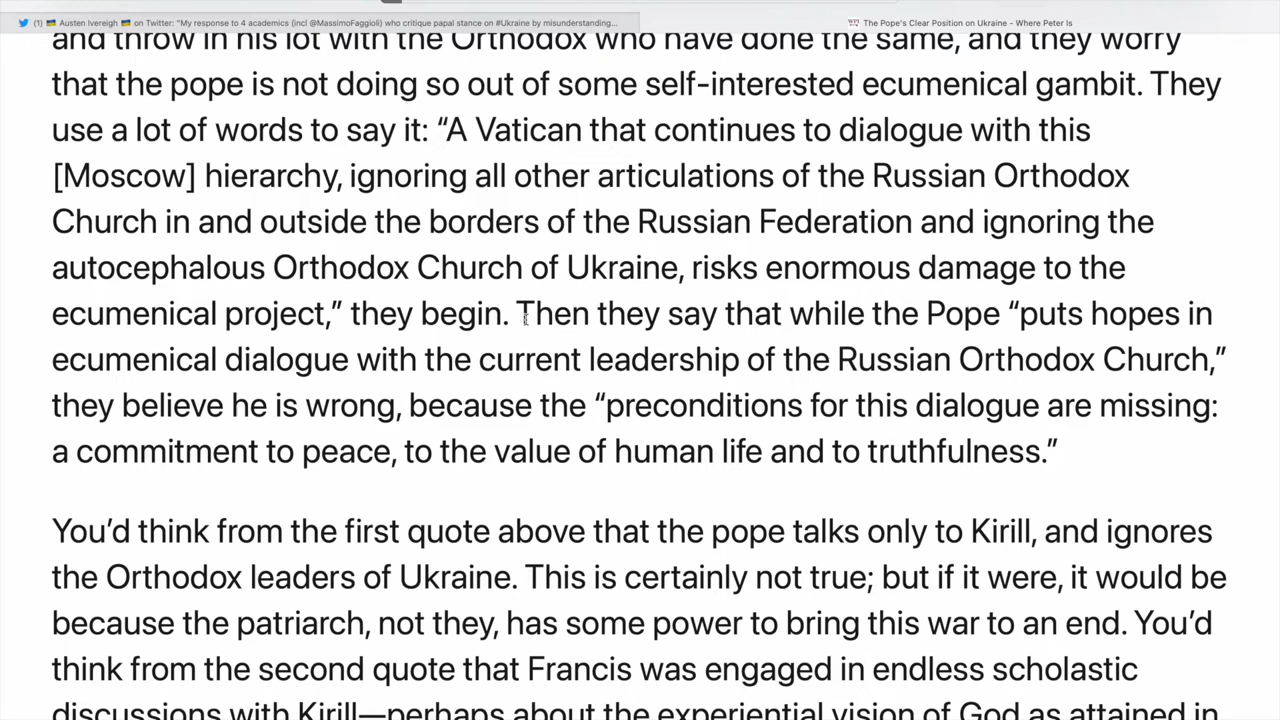 (1) 🇺🇦 Austen Ivereigh 🇺🇦 on Twitter: "My response to 4 academics (incl @MassimoFaggioli) who critique papal stance on #Ukraine by misunderstanding...
The Pope's Clear Position on Ukraine - Where Peter Is
and throw in his lot with the Orthodox who have done the same, and they worry
that the pope is not doing so out of some self-interested ecumenical gambit. They
use a lot of words to say it: “A Vatican that continues to dialogue with this
[Moscow] hierarchy, ignoring all other articulations of the Russian Orthodox
Church in and outside the borders of the Russian Federation and ignoring the
autocephalous Orthodox Church of Ukraine, risks enormous damage to the
ecumenical project,” they begin. Then they say that while the Pope “puts hopes in
ecumenical dialogue with the current leadership of the Russian Orthodox Church,”
they believe he is wrong, because the “preconditions for this dialogue are missing:
a commitment to peace, to the value of human life and to truthfulness.”
You’d think from the first quote above that the pope talks only to Kirill, and ignores
the Orthodox leaders of Ukraine. This is certainly not true; but if it were, it would be
because the patriarch, not they, has some power to bring this war to an end. You’d
think from the second quote that Francis was engaged in endless scholastic
discussions with Kirill—perhaps about the experiential vision of God as attained in